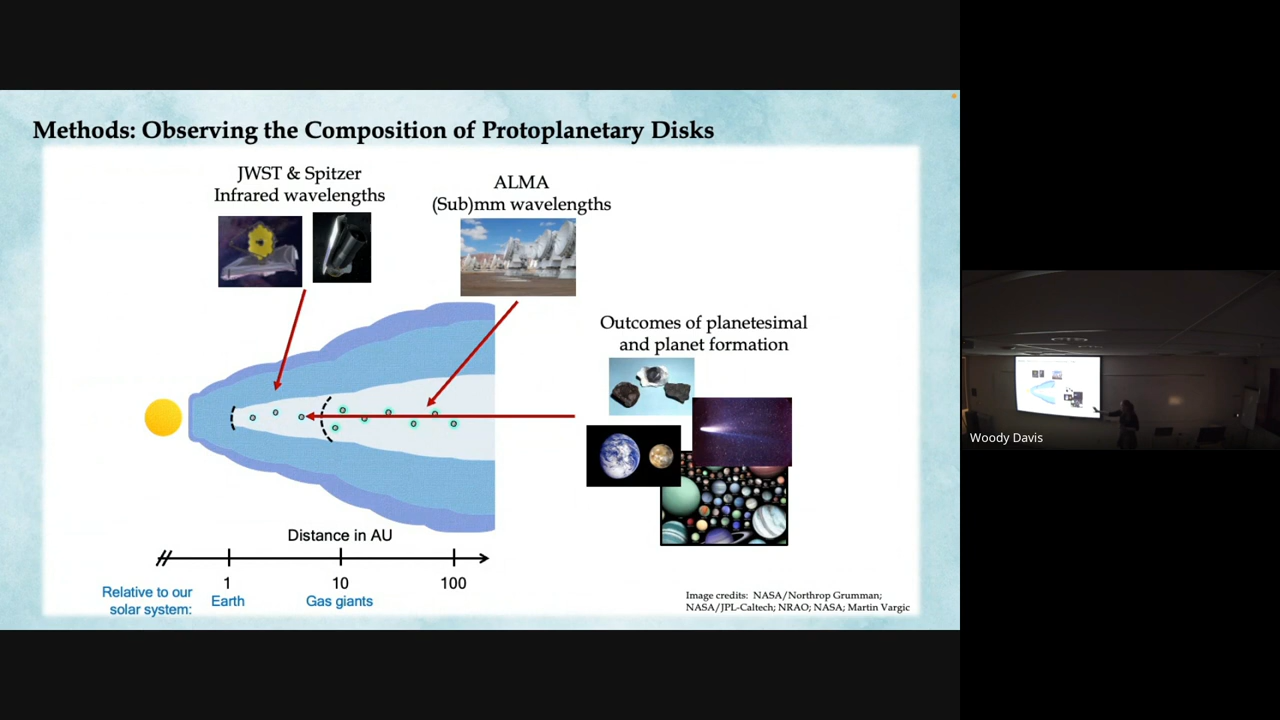 Methods: Observing the Composition of Protoplanetary Disks
JWST & Spitzer
Infrared wavelengths
ALMA
(Sub)mm wavelengths
Outcomes of planetesimal
and planet formation
Distance in AU
1
10
100
Relative to our
solar system:
Earth
Gas giants
Image credits: NASA/Northrop Grumman;
NASA/JPL-Caltech; NRAO; NASA; Martin Vargic
Woody Davis